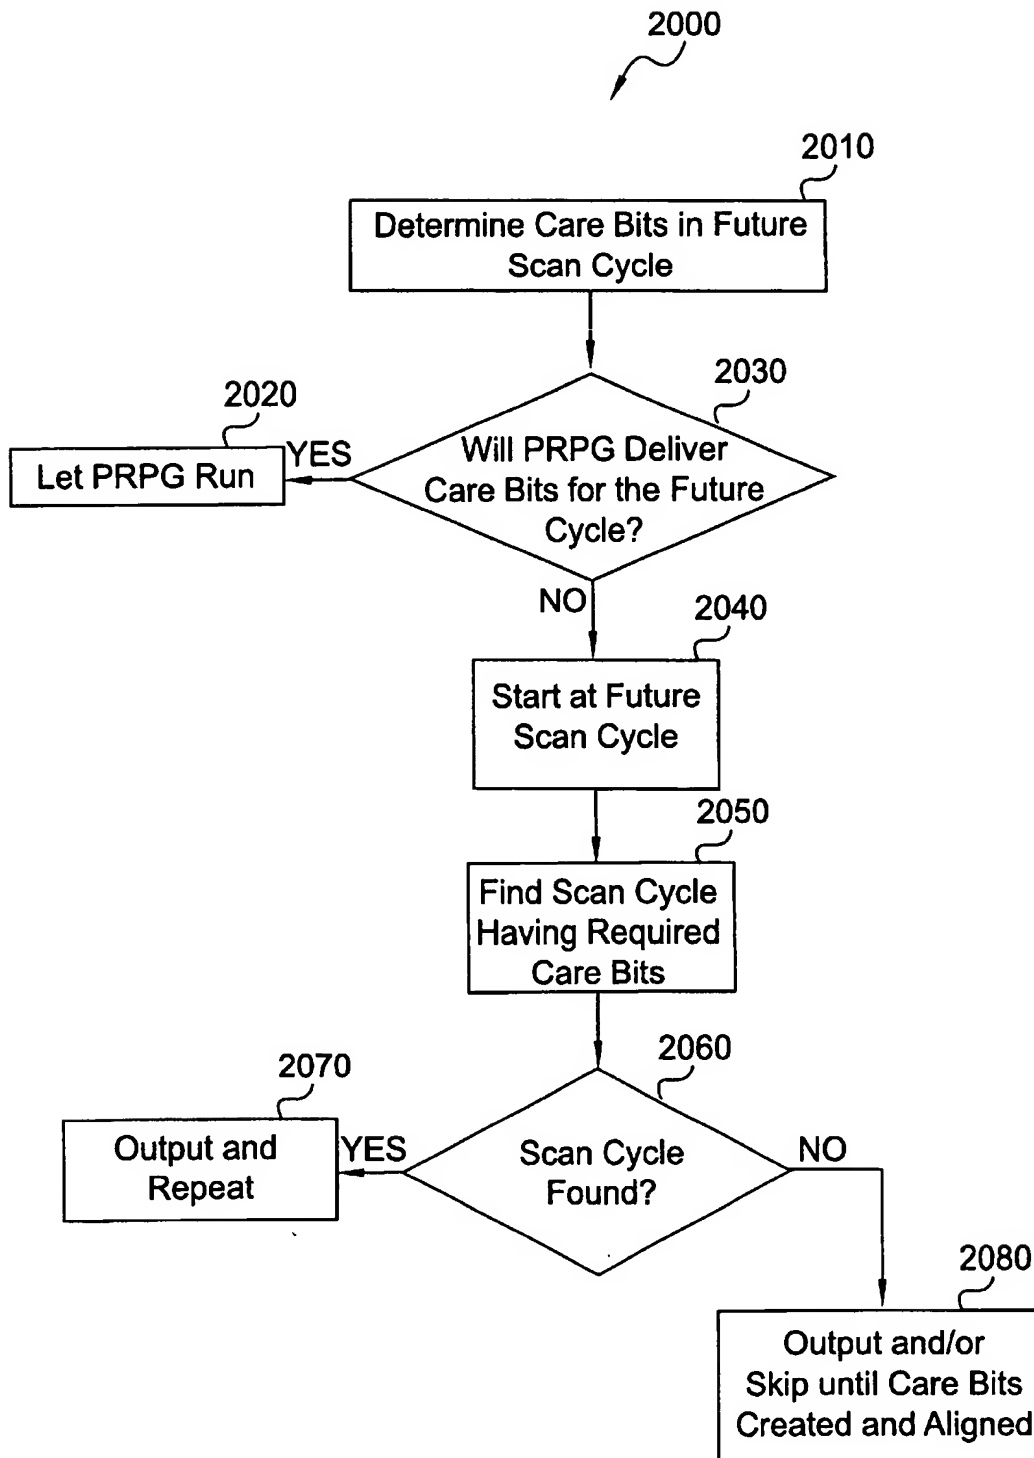 2000
2010
Determine Care Bits in Future
Scan Cycle
2030
2020
Will PRPG Deliver
Care Bits for the Future
Cycle?
YES
Let PRPG Run
NO
2040
Start at Future
Scan Cycle
2050
Find Scan Cycle
Having Required
Care Bits
2060
2070
Scan Cycle
Found?
YES
NO
Output and
Repeat
2080
Output and/or
Skip until Care Bits
Created and Aligned